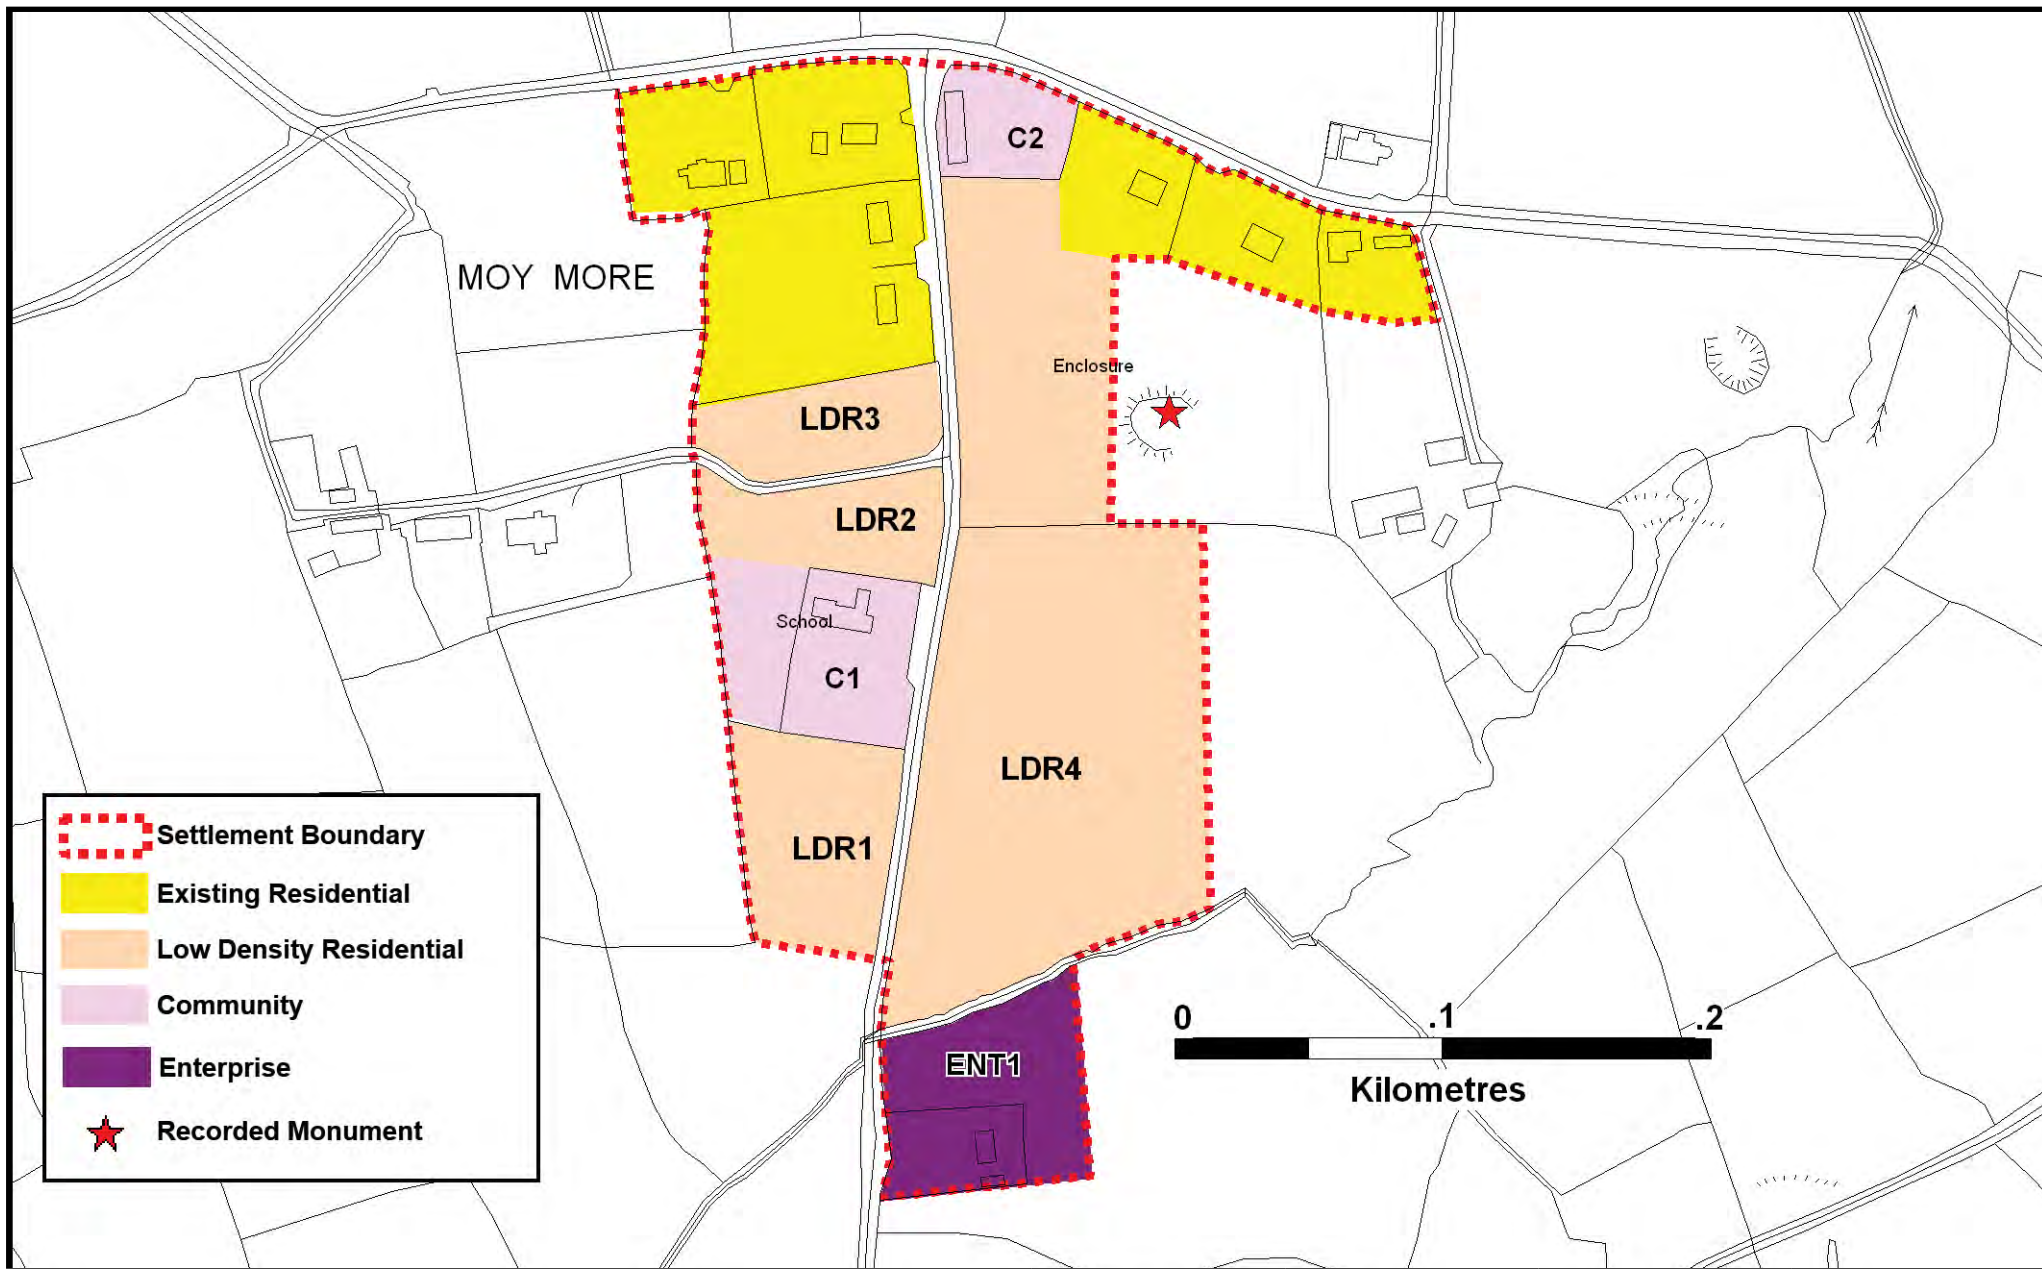 C2
MOY MORE
Enclosure
LDR3
LDR2
School
C1
LDR4
LDR1
Settlement Boundary
Existing Residential
Low Density Residential
Community
Enterprise
Recorded Monument
ENT1
0 .1 .2
Kilometres